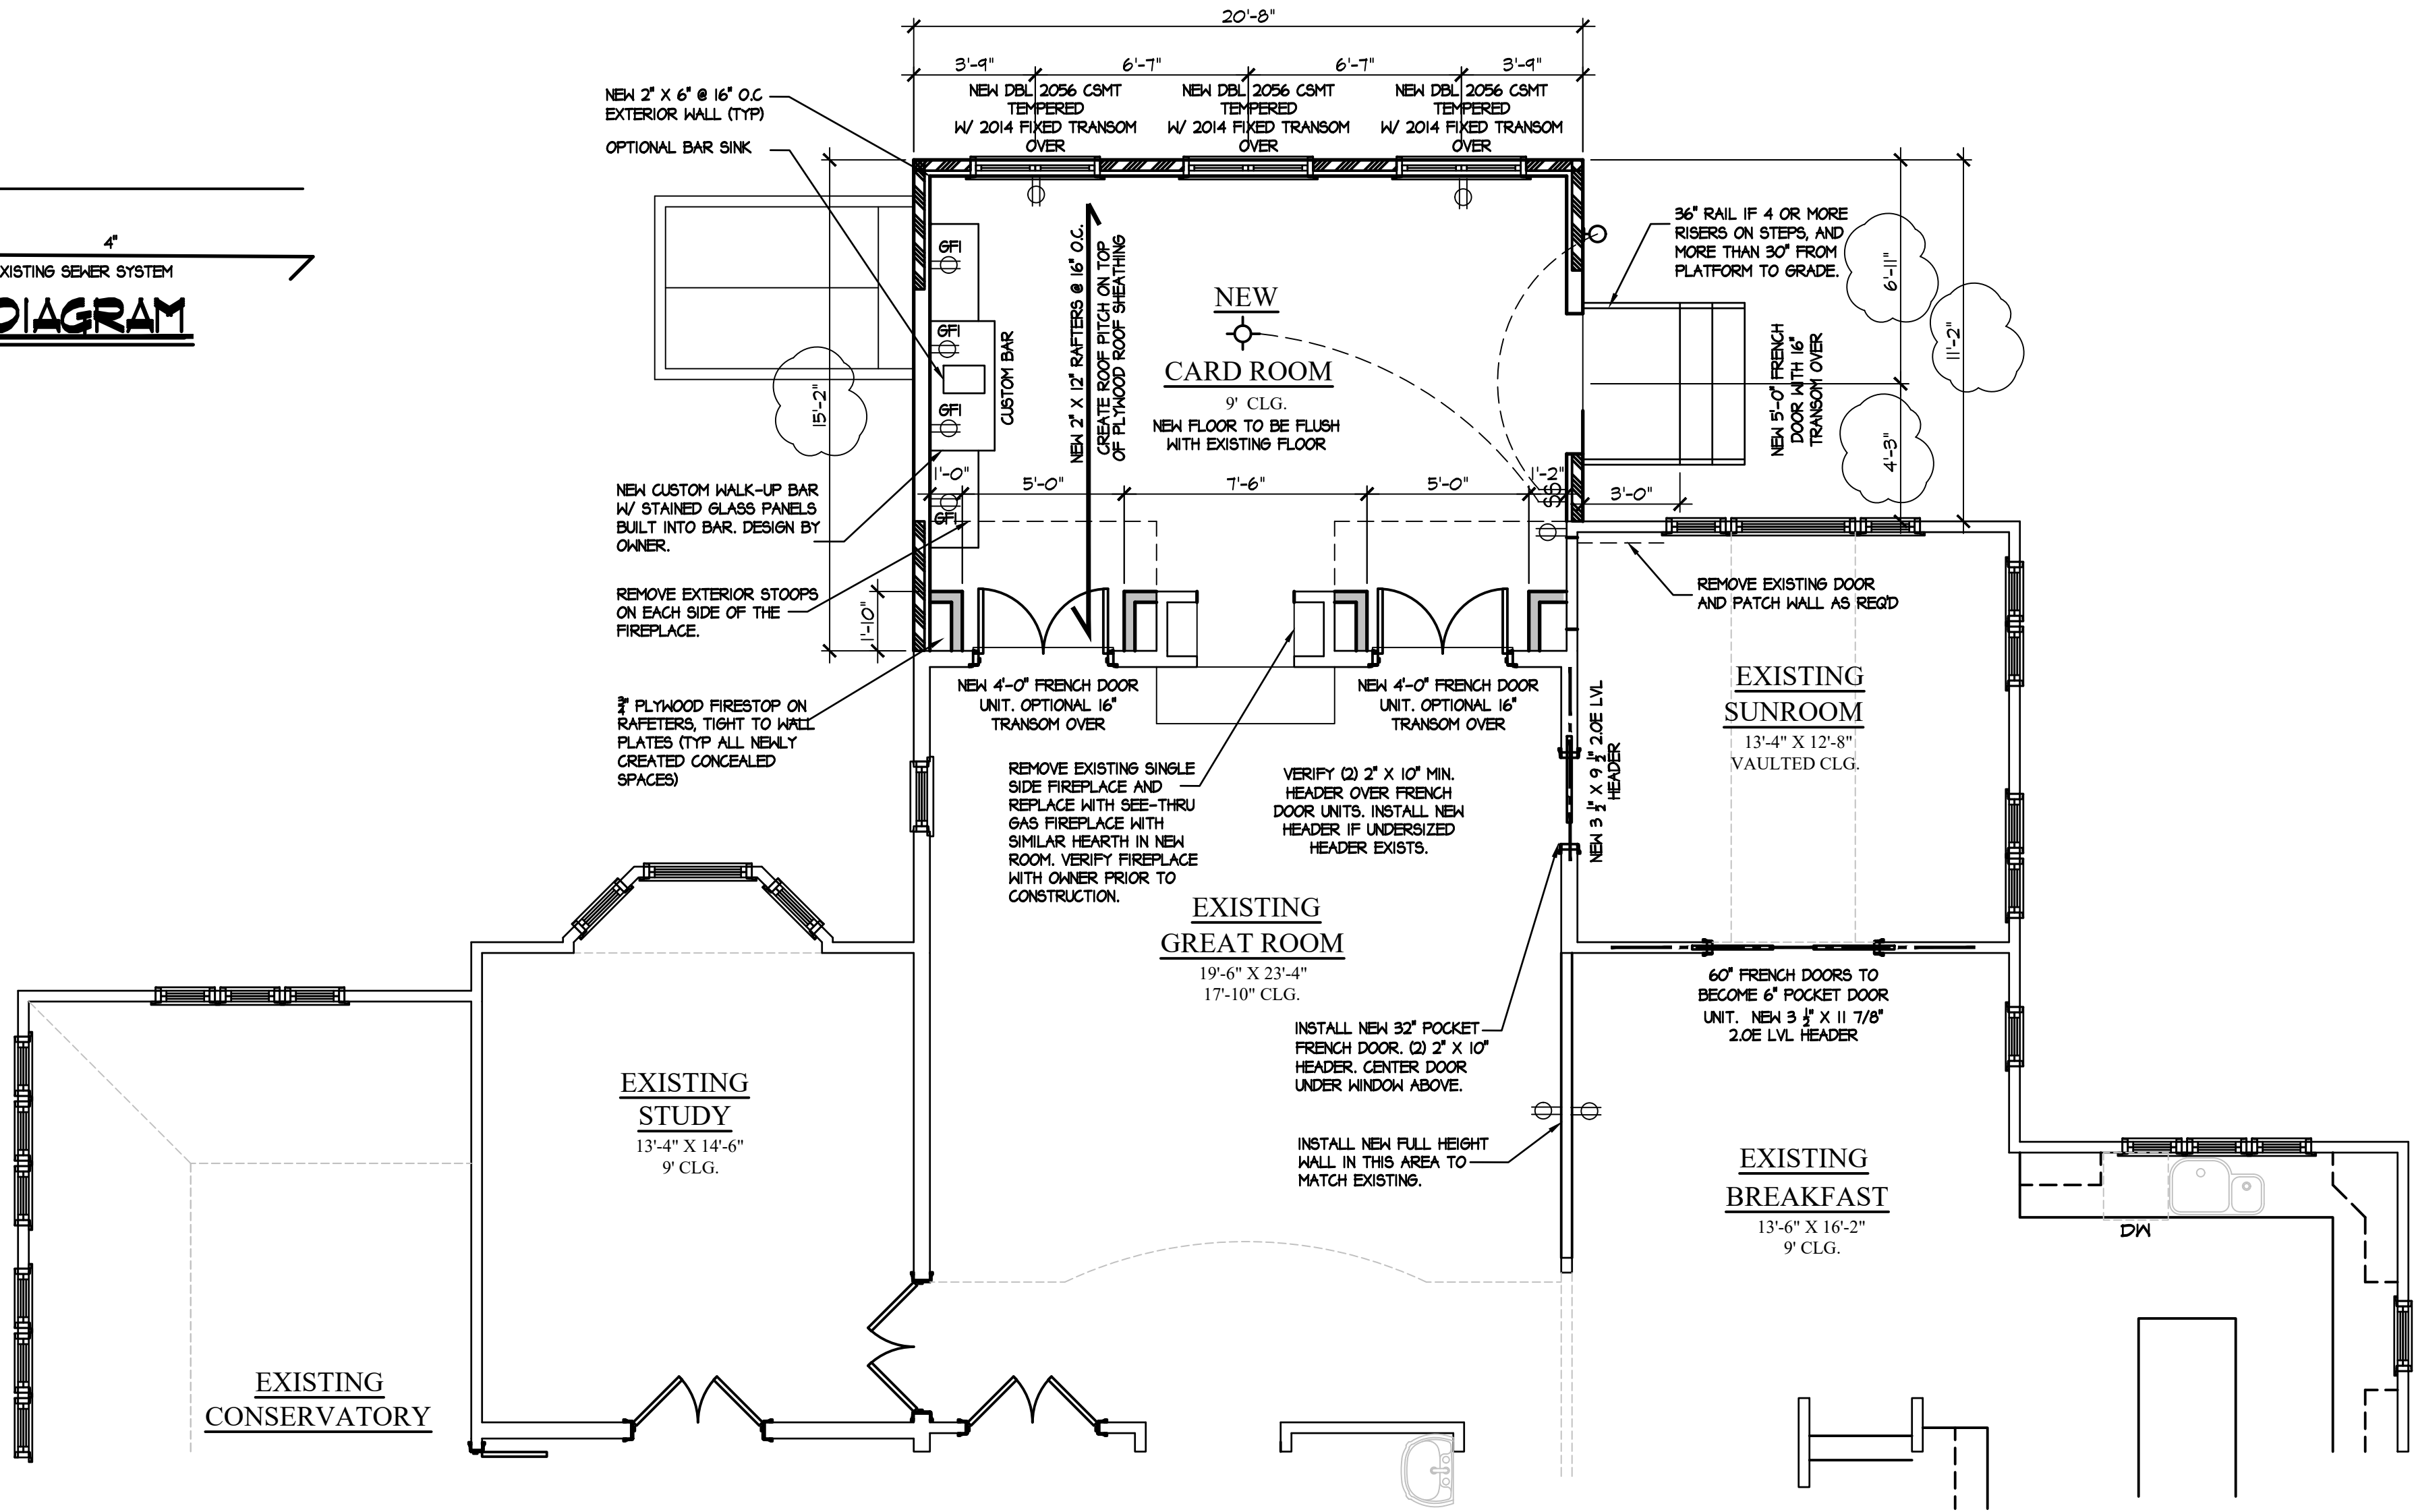 20'-8"
3'-9"
6'-7"
6'-7"
3'-9"
NEW DBL 2056 CSMT
TEMPERED
W/ 2014 FIXED TRANSOM
OVER
NEW DBL 2056 CSMT
TEMPERED
W/ 2014 FIXED TRANSOM
OVER
NEW DBL 2056 CSMT
TEMPERED
W/ 2014 FIXED TRANSOM
OVER
NEW 2" X 6" @ 16" O.C
EXTERIOR WALL (TYP)
OPTIONAL BAR SINK
4"
XISTING SEWER SYSTEM
DIAGRAM
15'-2"
GFI
GFI
GFI
GFI
CUSTOM BAR
NEW 2" X 12" RAFTERS @ 16" O.C.
CREATE ROOF PITCH ON TOP
OF PLYWOOD ROOF SHEATHING
NEW
CARD ROOM
9' CLG.
NEW FLOOR TO BE FLUSH
WITH EXISTING FLOOR
36" RAIL IF 4 OR MORE
RISERS ON STEPS, AND
MORE THAN 30" FROM
PLATFORM TO GRADE.
6'-11"
11'-2"
4'-3"
NEW 5'-0" FRENCH
DOOR WITH 16"
TRANSOM OVER
1'-0"
5'-0"
7'-6"
5'-0"
1'-2"
3'-0"
NEW CUSTOM WALK-UP BAR
W/ STAINED GLASS PANELS
BUILT INTO BAR. DESIGN BY
OWNER.
REMOVE EXTERIOR STOOPS
ON EACH SIDE OF THE
FIREPLACE.
1'-10"
3/4" PLYWOOD FIRESTOP ON
RAFETERS, TIGHT TO WALL
PLATES (TYP ALL NEWLY
CREATED CONCEALED
SPACES)
REMOVE EXISTING DOOR
AND PATCH WALL AS REQ'D
NEW 4'-0" FRENCH DOOR
UNIT. OPTIONAL 16"
TRANSOM OVER
NEW 4'-0" FRENCH DOOR
UNIT. OPTIONAL 16"
TRANSOM OVER
REMOVE EXISTING SINGLE
SIDE FIREPLACE AND
REPLACE WITH SEE-THRU
GAS FIREPLACE WITH
SIMILAR HEARTH IN NEW
ROOM. VERIFY FIREPLACE
WITH OWNER PRIOR TO
CONSTRUCTION.
VERIFY (2) 2" X 10" MIN.
HEADER OVER FRENCH
DOOR UNITS. INSTALL NEW
HEADER IF UNDERSIZED
HEADER EXISTS.
NEW 3 1/2" X 9 1/2" 2.0E LVL
HEADER
EXISTING
SUNROOM
13'-4" X 12'-8"
VAULTED CLG.
EXISTING
GREAT ROOM
19'-6" X 23'-4"
17'-10" CLG.
60" FRENCH DOORS TO
BECOME 6" POCKET DOOR
UNIT. NEW 3 1/2" X 11 7/8"
2.0E LVL HEADER
INSTALL NEW 32" POCKET
FRENCH DOOR. (2) 2" X 10"
HEADER. CENTER DOOR
UNDER WINDOW ABOVE.
INSTALL NEW FULL HEIGHT
WALL IN THIS AREA TO
MATCH EXISTING.
EXISTING
STUDY
13'-4" X 14'-6"
9' CLG.
EXISTING
BREAKFAST
13'-6" X 16'-2"
9' CLG.
DW
EXISTING
CONSERVATORY